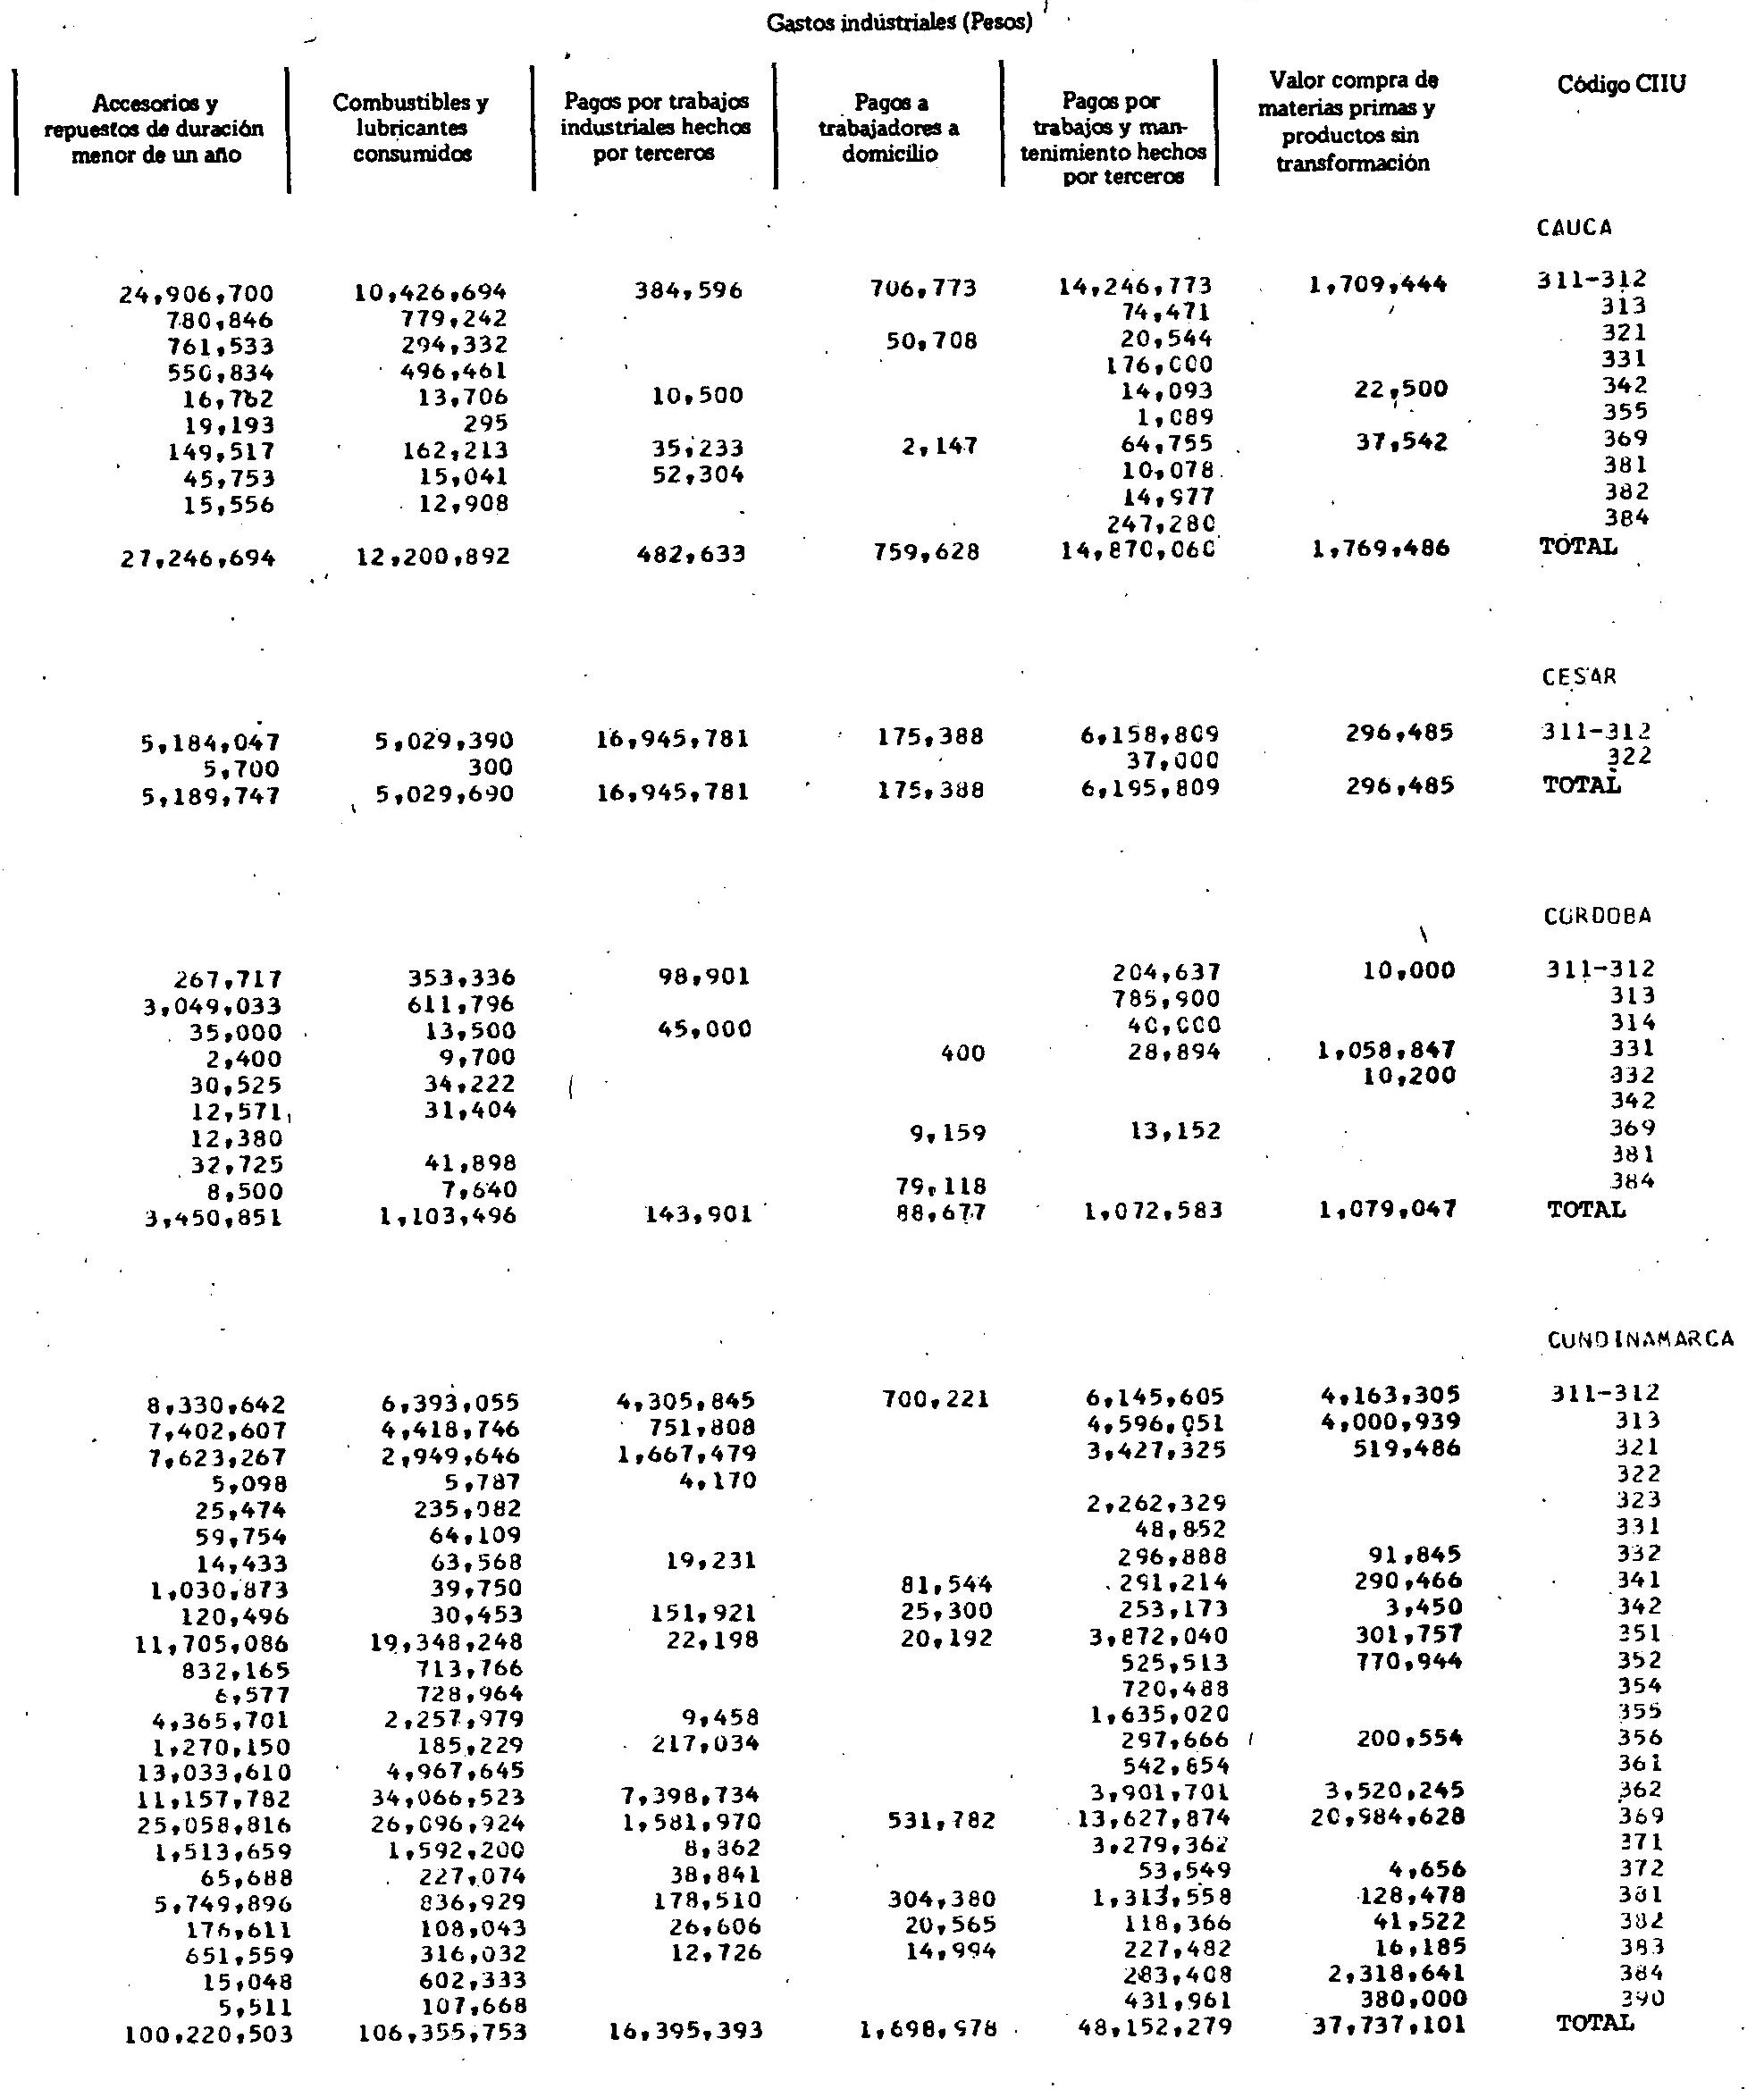 Gastos industriales (Pesos)
Accesorios y repuestos de duración menor de un año | Combustibles y lubricantes consumidos | Pagos por trabajos industriales hechos por terceros | Pagos a trabajadores a domicilio | Pagos por trabajos y man-tenimiento hechos por terceros | Valor compra de materias primas y productos sin transformación | Código CIIU
CAUCA
24,906,700 10,426,694 384,596 706,773 14,246,773 1,709,444 311-312
780,846 779,242 74,471 313
761,533 294,332 50,708 20,544 321
550,834 496,461 176,000 331
16,762 13,706 10,500 14,093 22,500 342
19,193 295 1,089 355
149,517 162,213 35,233 2,147 64,755 37,542 369
45,753 15,041 52,304 10,078 381
15,556 12,908 14,977 382
247,280 384
27,246,694 12,200,892 482,633 759,628 14,870,060 1,769,486 TOTAL
CESAR
5,184,047 5,029,390 16,945,781 175,388 6,158,809 296,485 311-312
5,700 300 37,000 322
5,189,747 5,029,690 16,945,781 175,388 6,195,809 296,485 TOTAL
CORDOBA
267,717 353,336 98,901 204,637 10,000 311-312
3,049,033 611,796 785,900 313
35,000 13,500 45,000 40,000 314
2,400 9,700 400 28,894 1,058,847 331
30,525 34,222 10,200 332
12,571 31,404 342
12,380 9,159 13,152 369
32,725 41,898 381
8,500 7,640 79,118 384
3,450,851 1,103,496 143,901 88,677 1,072,583 1,079,047 TOTAL
CUNDINAMARCA
8,330,642 6,393,055 4,305,845 700,221 6,145,605 4,163,305 311-312
7,402,607 4,418,746 751,808 4,596,051 4,000,939 313
7,623,267 2,949,646 1,667,479 3,427,325 519,486 321
5,098 5,787 4,170 322
25,474 235,082 2,262,329 323
59,754 64,109 48,852 331
14,433 63,568 19,231 296,888 91,845 332
1,030,873 39,750 81,544 291,214 290,466 341
120,496 30,453 151,921 25,300 253,173 3,450 342
11,705,086 19,348,248 22,198 20,192 3,872,040 301,757 351
832,165 713,766 525,513 770,944 352
6,577 728,964 720,488 354
4,365,701 2,257,979 9,458 1,635,020 355
1,270,150 185,229 217,034 297,666 200,554 356
13,033,610 4,967,645 542,854 361
11,157,782 34,066,523 7,398,734 3,901,701 3,520,245 362
25,058,816 26,096,924 1,581,970 531,782 13,627,874 20,984,628 369
1,513,659 1,592,200 8,362 3,279,362 371
65,688 227,074 38,841 53,549 4,656 372
5,749,896 836,929 178,510 304,380 1,313,558 128,478 381
176,611 108,043 26,606 20,565 118,366 41,522 382
651,559 316,032 12,726 14,994 227,482 16,185 383
15,048 602,333 283,408 2,318,641 384
5,511 107,668 431,961 380,000 390
100,220,503 106,355,753 16,395,393 1,698,978 48,152,279 37,737,101 TOTAL